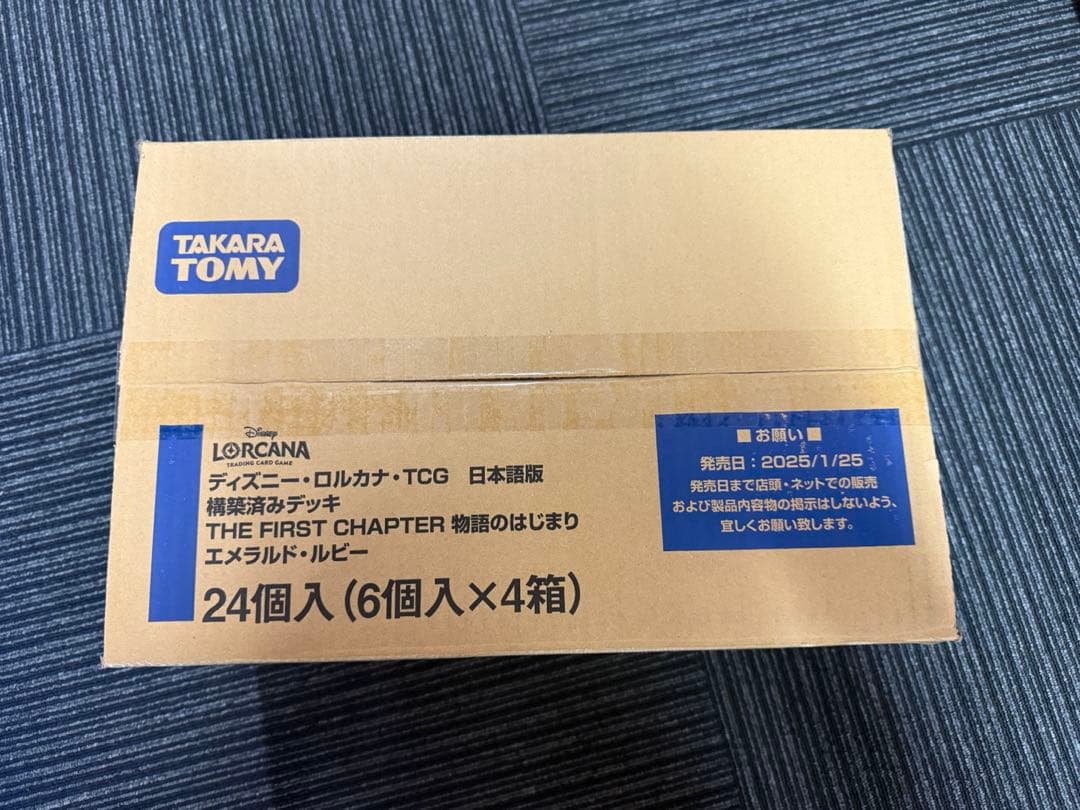 TAKARA
TOMY
Disney
LORCANA
TRADING CARD GAME
ディズニー・ロルカナ・TCG 日本語版
構築済みデッキ
THE FIRST CHAPTER 物語のはじまり
エメラルド・ルビー
24個入(6個入×4箱)
■お願い■
発売日：2025/1/25
発売日まで店頭・ネットでの販売
および製品内容物の掲示はしないよう、
宜しくお願い致します。